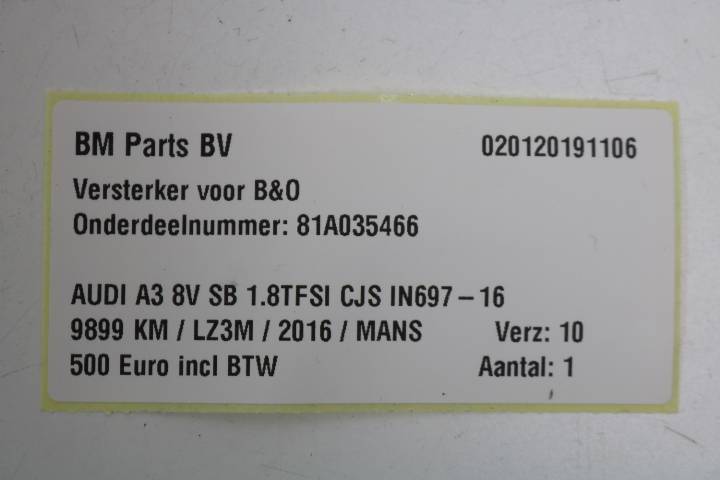 BM Parts BV 020120191106
Versterker voor B&O
Onderdeelnummer: 81A035466
AUDI A3 8V SB 1.8TFSI CJS IN697-16
9899 KM / LZ3M / 2016 / MANS Verz: 10
500 Euro incl BTW Aantal: 1